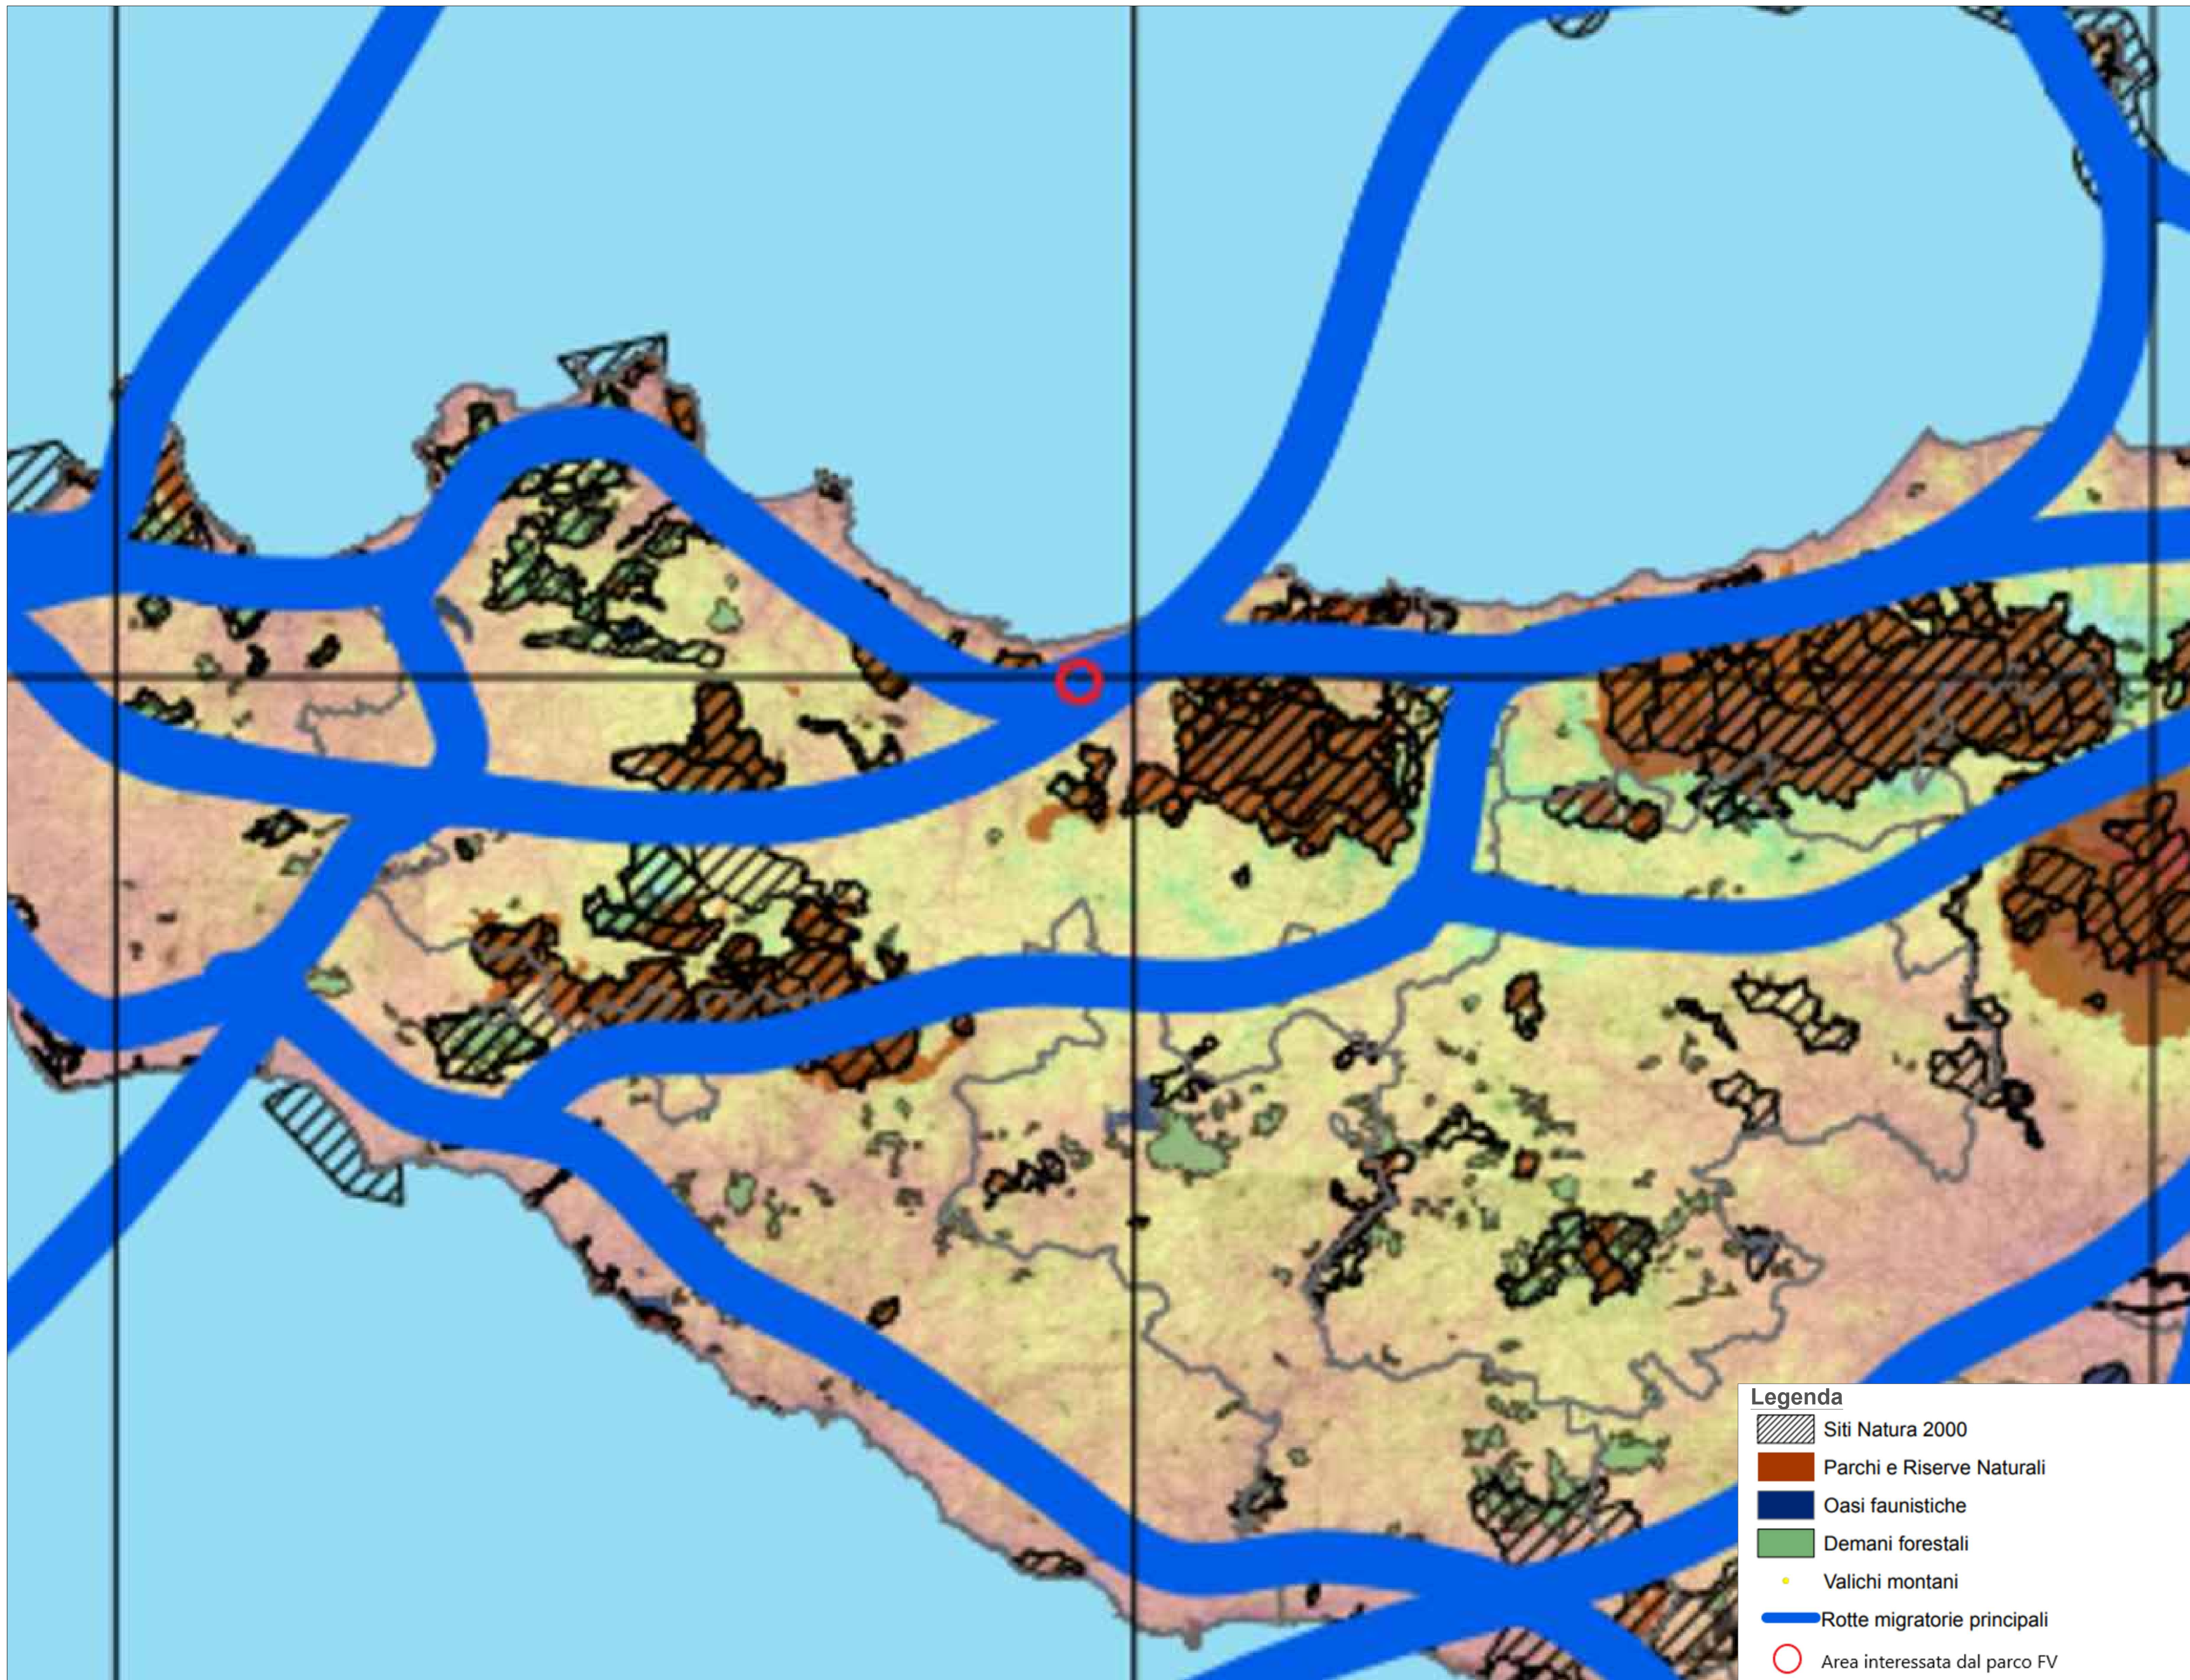 Legenda
Siti Natura 2000
Parchi e Riserve Naturali
Oasi faunistiche
Demani forestali
Valichi montani
Rotte migratorie principali
Area interessata dal parco FV